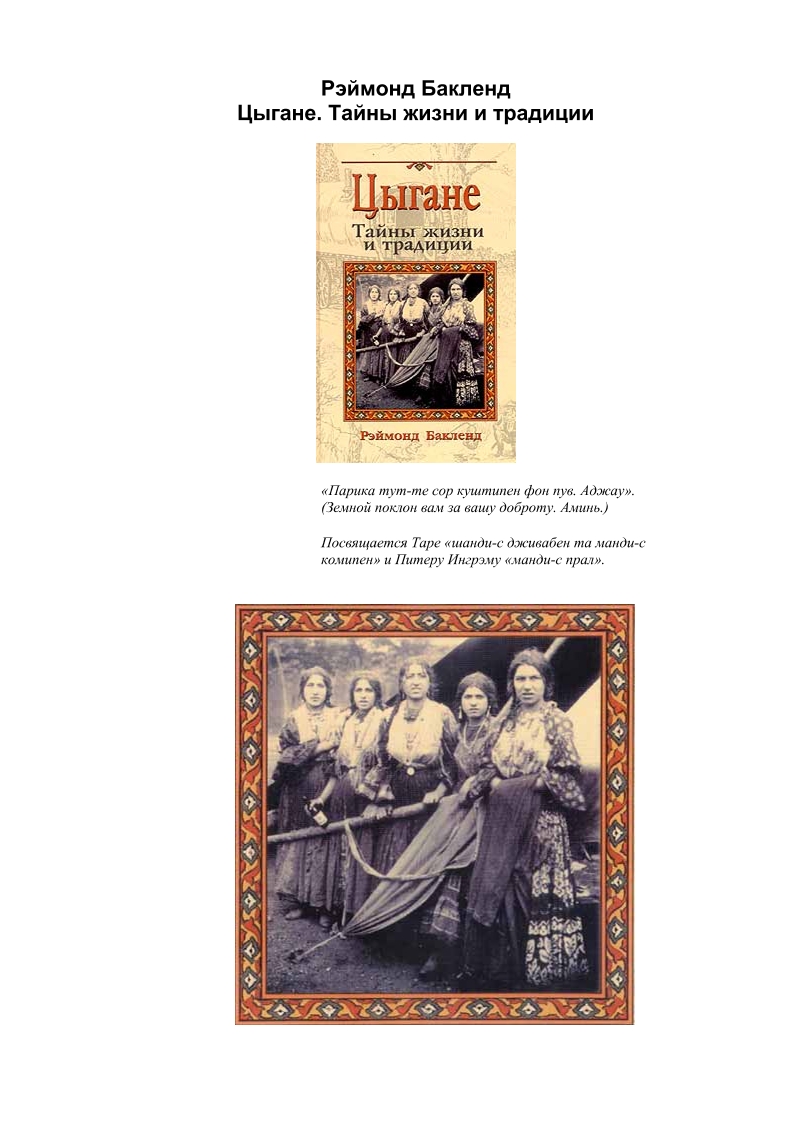 Рэймонд Бакленд
Цыгане. Тайны жизни и традиции
Цыгане
Тайны жизни
и традиции
Рэймонд Бакленд
«Парика тут-те сор куштипен фон пув. Аджау».
(Земной поклон вам за вашу доброту. Аминь.)
Посвящается Таре «шанди-с дживабен та манди-с
комипен» и Питеру Ингрэму «манди-с прал».